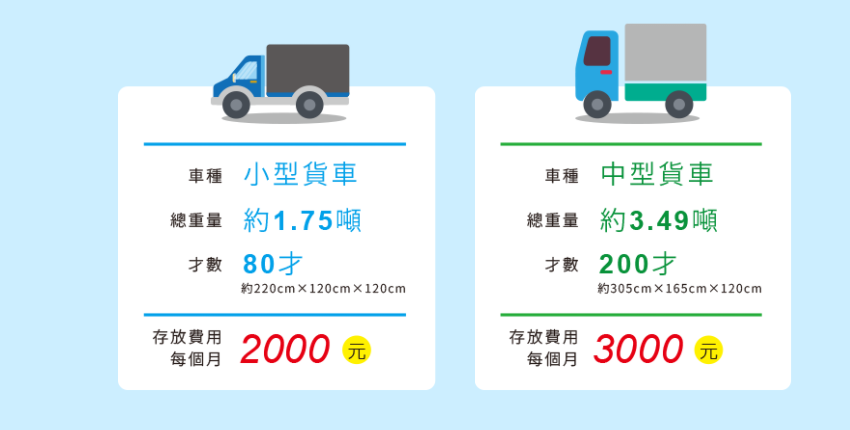 車種 小型貨車
總重量 約1.75噸
才數 80才
約220cm×120cm×120cm
存放費用
每個月 2000 元
車種 中型貨車
總重量 約3.49噸
才數 200才
約305cm×165cm×120cm
存放費用
每個月 3000 元